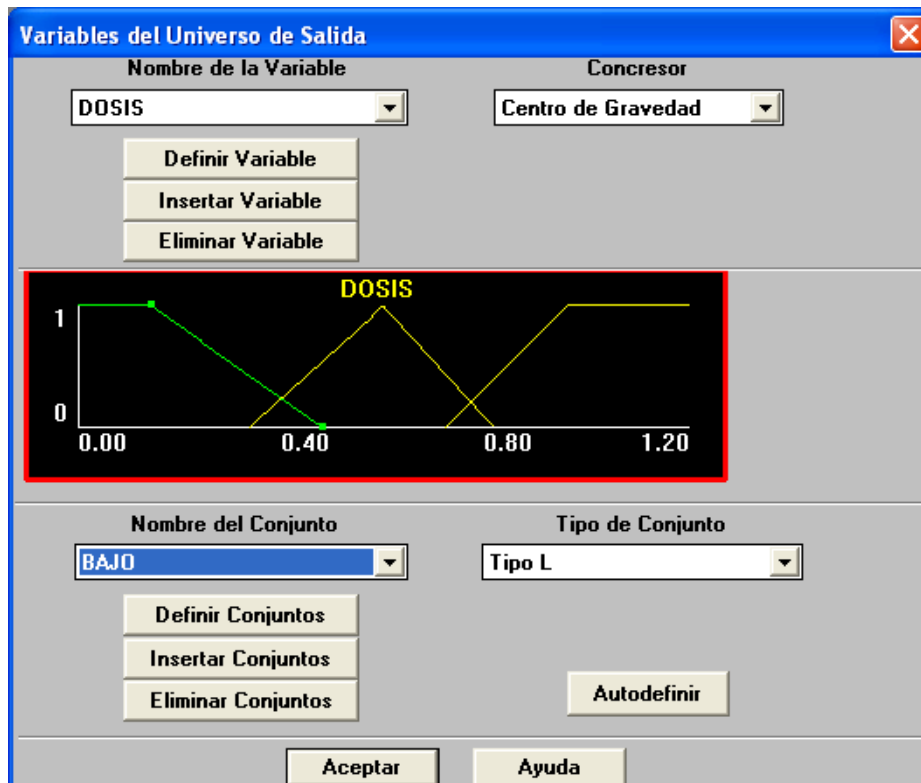 Variables del Universo de Salida
Nombre de la Variable Concresor
DOSIS Centro de Gravedad
Definir Variable
Insertar Variable
Eliminar Variable
DOSIS
1
0
0.00 0.40 0.80 1.20
Nombre del Conjunto Tipo de Conjunto
BAJO Tipo L
Definir Conjuntos
Insertar Conjuntos
Eliminar Conjuntos Autodefinir
Aceptar Ayuda